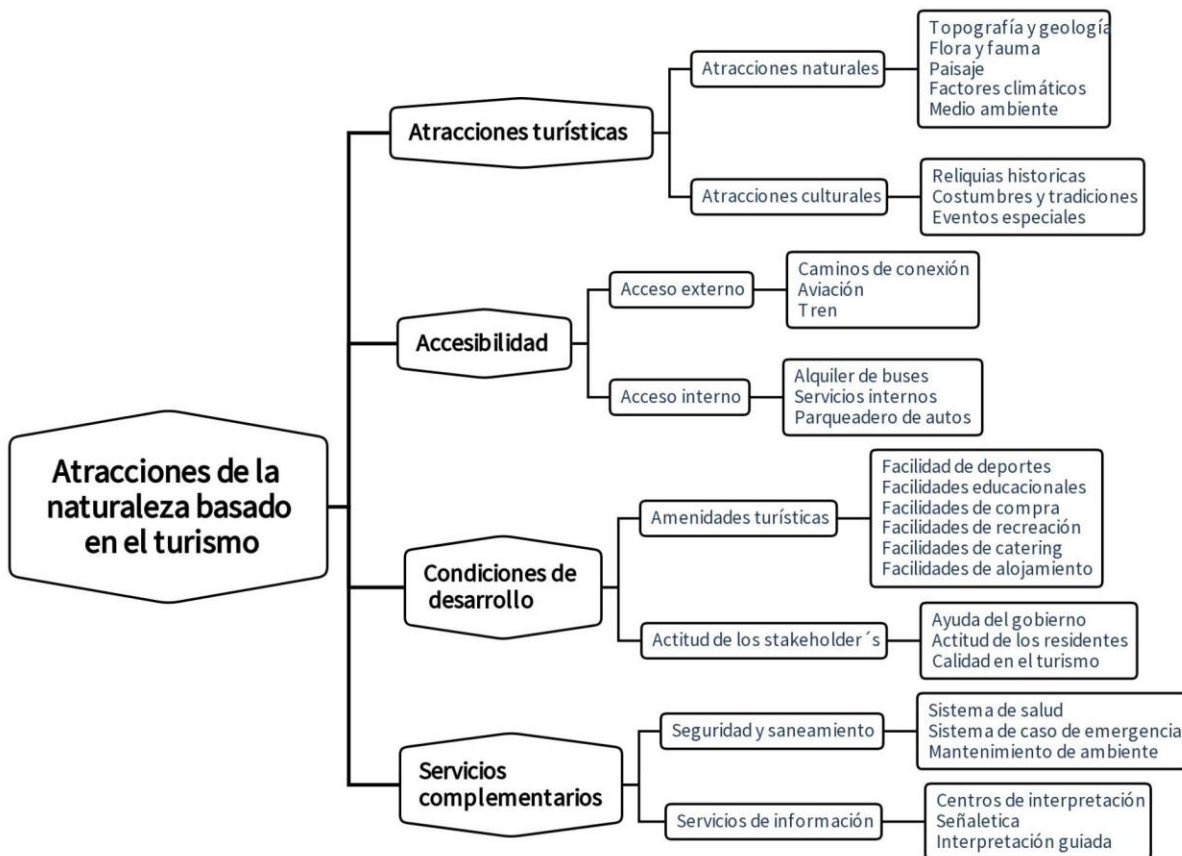 Atracciones de la
naturaleza basado
en el turismo
Atracciones turísticas
Atracciones naturales
Topografía y geología
Flora y fauna
Paisaje
Factores climáticos
Medio ambiente
Atracciones culturales
Reliquias historicas
Costumbres y tradiciones
Eventos especiales
Accesibilidad
Acceso externo
Caminos de conexión
Aviación
Tren
Acceso interno
Alquiler de buses
Servicios internos
Parqueadero de autos
Condiciones de
desarrollo
Amenidades turísticas
Facilidad de deportes
Facilidades educacionales
Facilidades de compra
Facilidades de recreación
Facilidades de catering
Facilidades de alojamiento
Actitud de los stakeholder´s
Ayuda del gobierno
Actitud de los residentes
Calidad en el turismo
Servicios
complementarios
Seguridad y saneamiento
Sistema de salud
Sistema de caso de emergencia
Mantenimiento de ambiente
Servicios de información
Centros de interpretación
Señaletica
Interpretación guiada